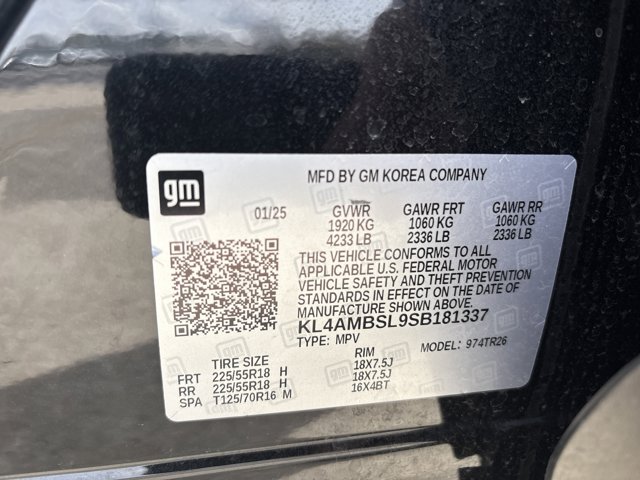 gm
MFD BY GM KOREA COMPANY
01/25 GVWR GAWR FRT GAWR RR
1920 KG 1060 KG 1060 KG
4233 LB 2336 LB 2336 LB
THIS VEHICLE CONFORMS TO ALL
APPLICABLE U.S. FEDERAL MOTOR
VEHICLE SAFETY AND THEFT PREVENTION
STANDARDS IN EFFECT ON THE DATE OF
MANUFACTURE SHOWN ABOVE.
KL4AMBSL9SB181337
TYPE: MPV MODEL: 974TR26
TIRE SIZE RIM
FRT 225/55R18 H 18X7.5J
RR 225/55R18 H 18X7.5J
SPA T125/70R16 M 16X4BT